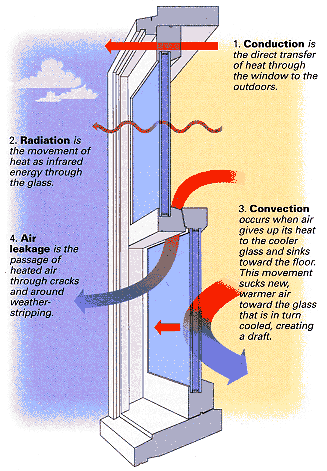 1. Conduction is
the direct transfer
of heat through
the window to the
outdoors.
2. Radiation is
the movement of
heat as infrared
energy through
the glass.
3. Convection
occurs when air
gives up its heat
to the cooler
glass and sinks
toward the floor.
This movement
sucks new,
warmer air
toward the glass
that is in turn
cooled, creating
a draft.
4. Air
leakage is the
passage of
heated air
through cracks
and around
weather-
stripping.